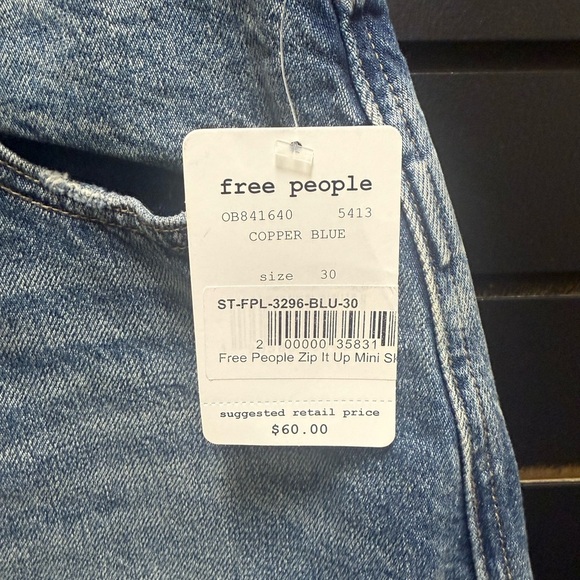 free people
OB841640 5413
COPPER BLUE
size 30
ST-FPL-3296-BLU-30
2 00000 35831
Free People Zip It Up Mini
suggested retail price
$60.00